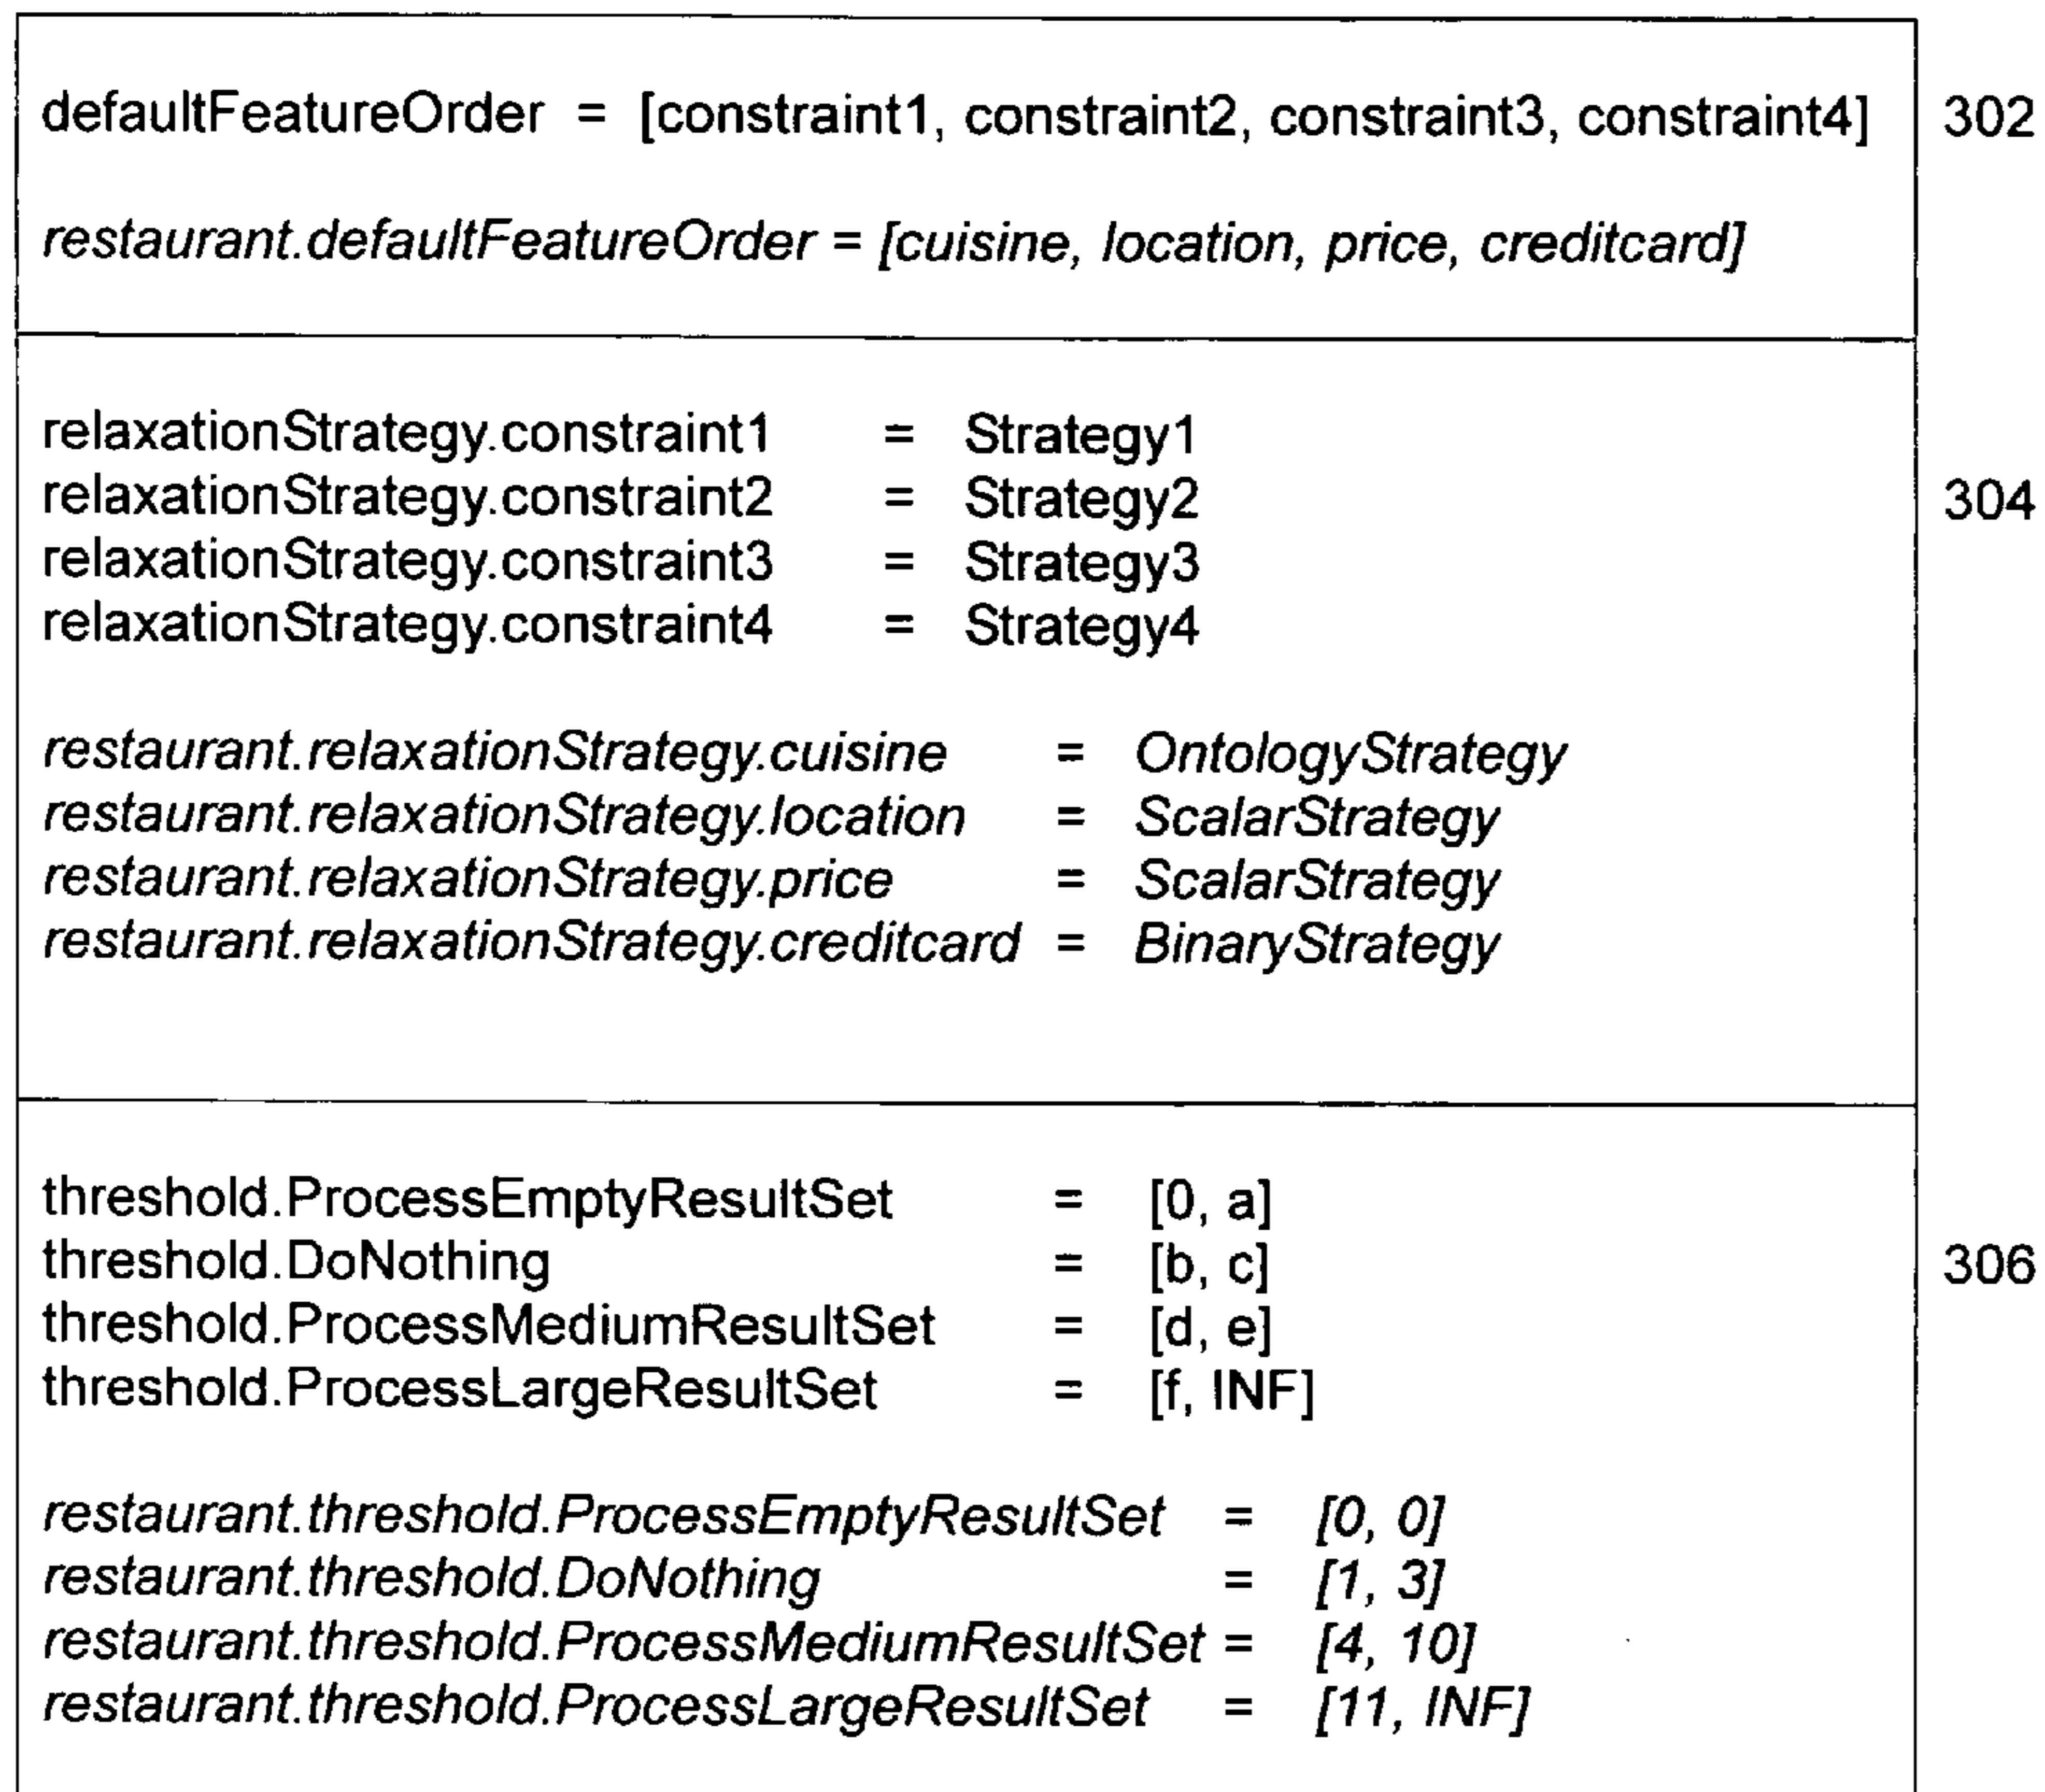 defaultFeatureOrder = [constraint1, constraint2, constraint3, constraint4] 302
restaurant.defaultFeatureOrder = [cuisine, location, price, creditcard]
relaxationStrategy.constraint1 = Strategy1
relaxationStrategy.constraint2 = Strategy2 304
relaxationStrategy.constraint3 = Strategy3
relaxationStrategy.constraint4 = Strategy4
restaurant.relaxationStrategy.cuisine = OntologyStrategy
restaurant.relaxationStrategy.location = ScalarStrategy
restaurant.relaxationStrategy.price = ScalarStrategy
restaurant.relaxationStrategy.creditcard = BinaryStrategy
threshold.ProcessEmptyResultSet = [0, a]
threshold.DoNothing = [b, c] 306
threshold.ProcessMediumResultSet = [d, e]
threshold.ProcessLargeResultSet = [f, INF]
restaurant.threshold.ProcessEmptyResultSet = [0, 0]
restaurant.threshold.DoNothing = [1, 3]
restaurant.threshold.ProcessMediumResultSet = [4, 10]
restaurant.threshold.ProcessLargeResultSet = [11, INF]